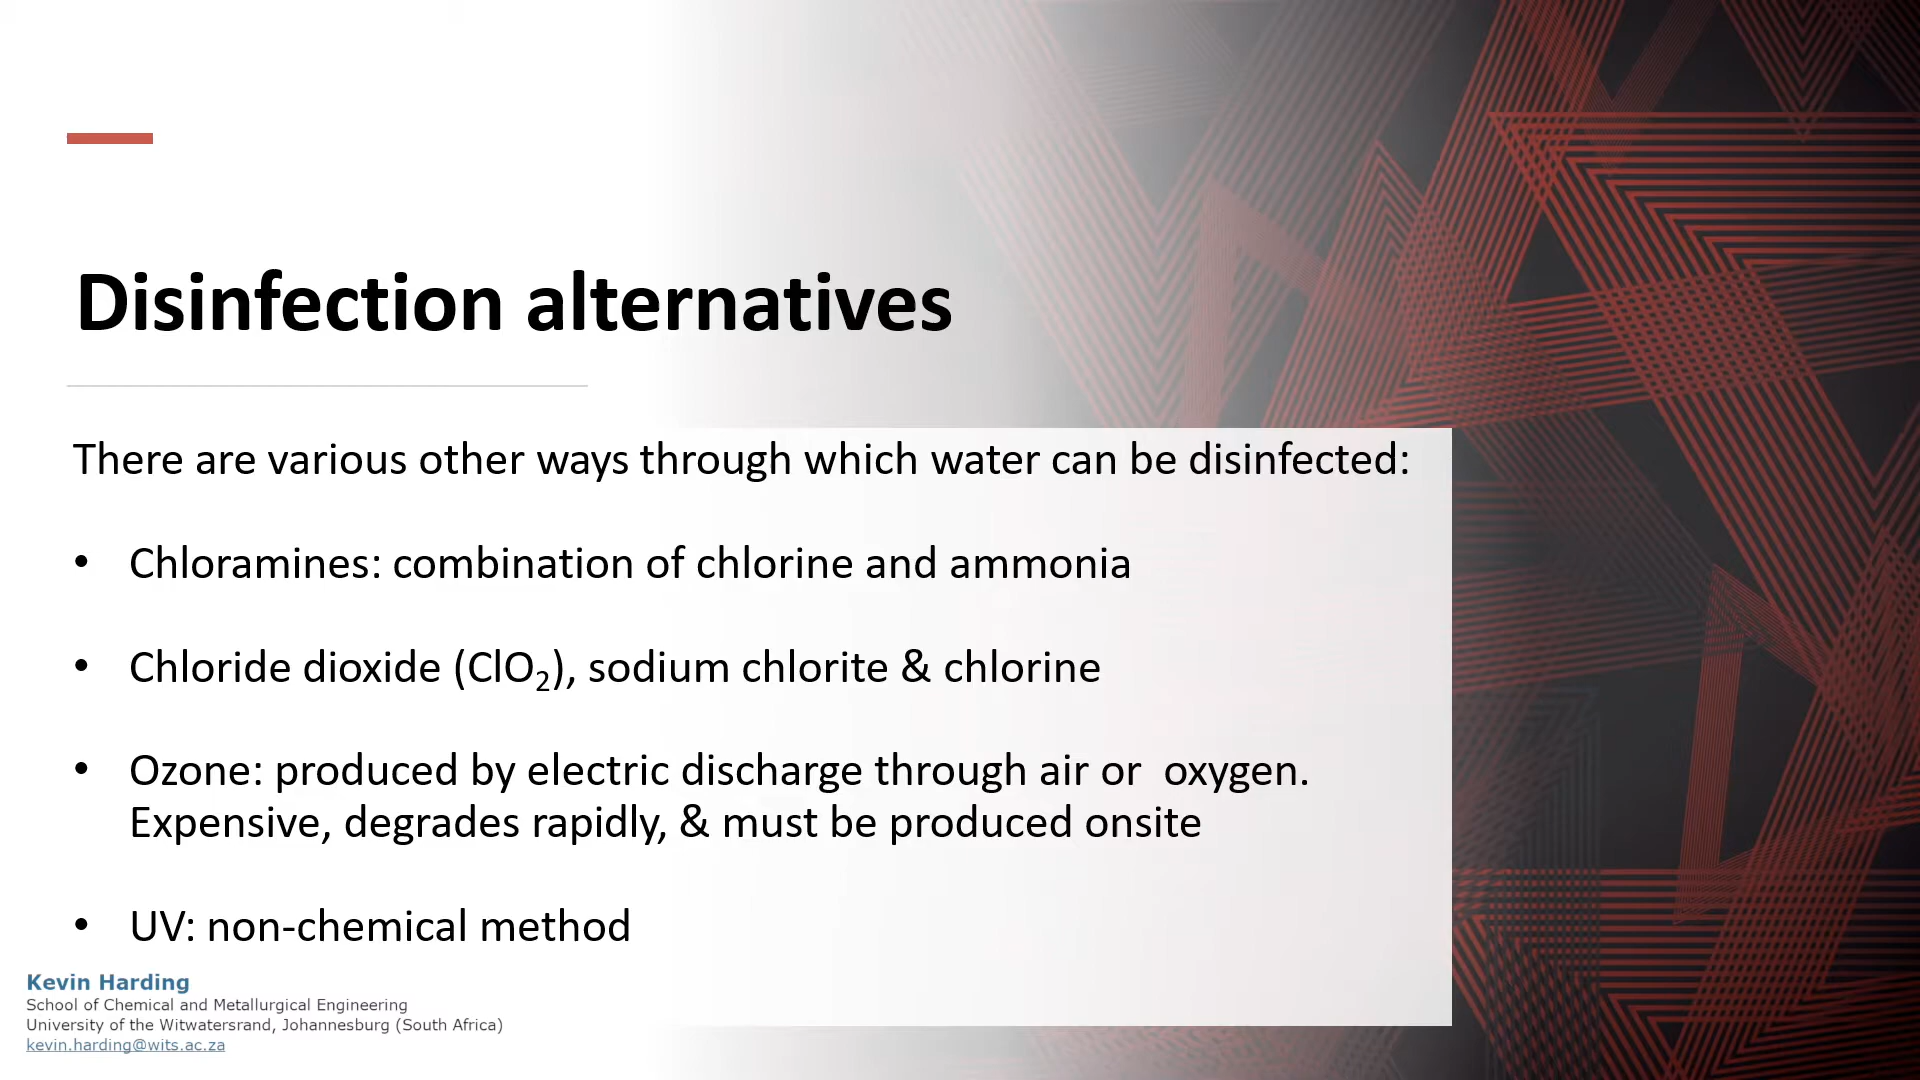 Disinfection alternatives
There are various other ways through which water can be disinfected:
• Chloramines: combination of chlorine and ammonia
• Chloride dioxide (ClO₂), sodium chlorite & chlorine
• Ozone: produced by electric discharge through air or  oxygen.
Expensive, degrades rapidly, & must be produced onsite
• UV: non-chemical method
Kevin Harding
School of Chemical and Metallurgical Engineering
University of the Witwatersrand, Johannesburg (South Africa)
kevin.harding@wits.ac.za